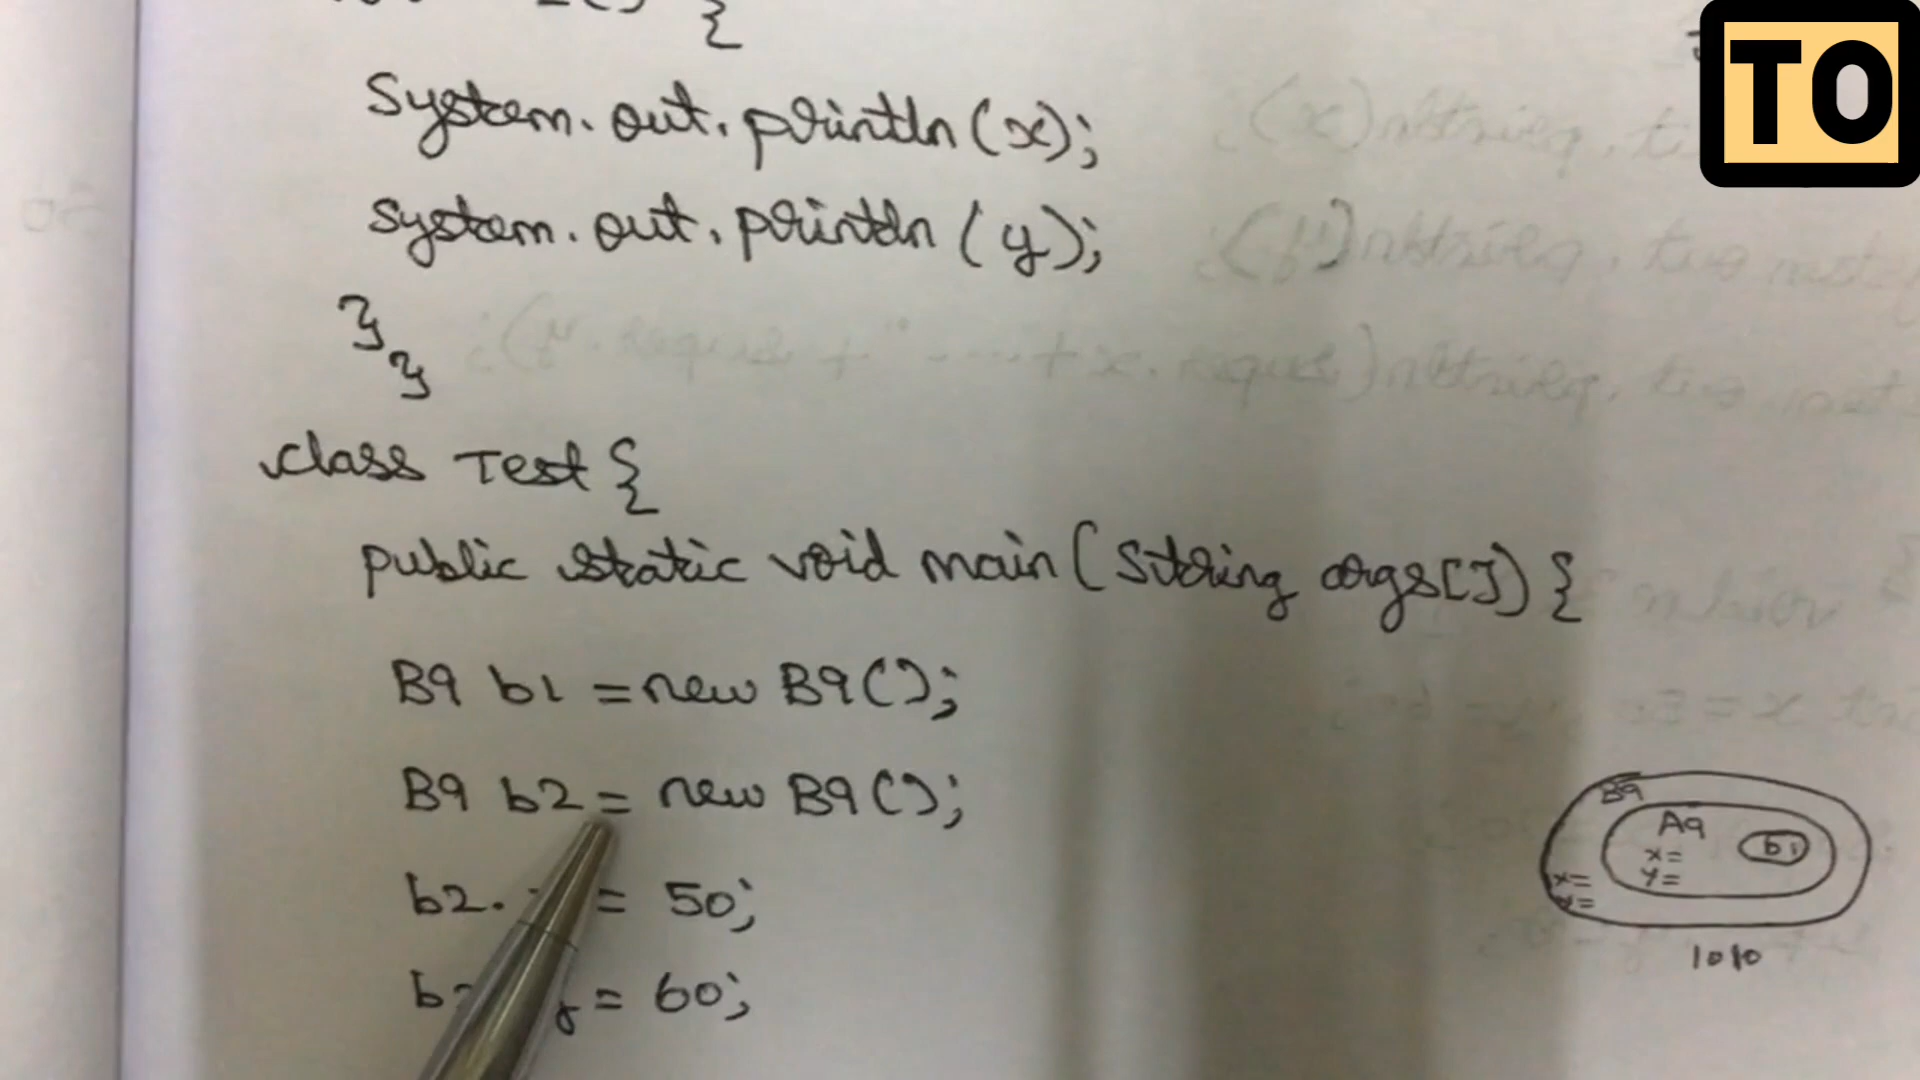 {
System.out.println(x);
System.out.println(y);
}
}
class Test {
public static void main(String args[]) {
B9 b1 = new B9();
B9 b2 = new B9();
b2. = 50;
b y = 60;
B9
A9
x=
y=
b1
x=
y=
1010
TO